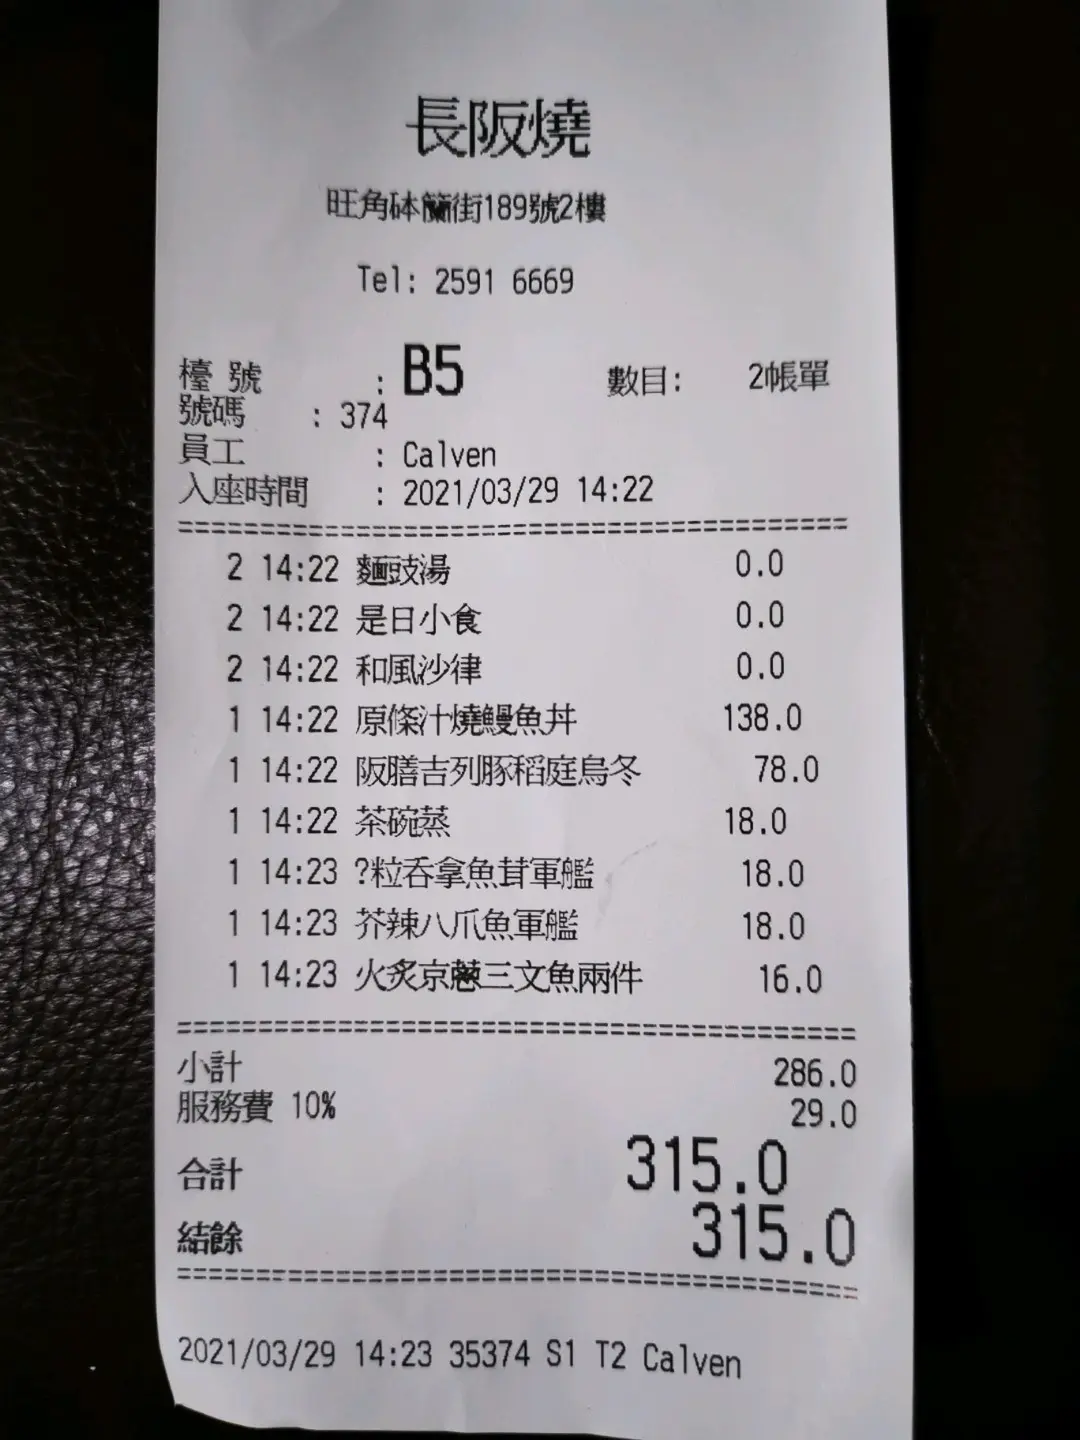 長阪燒
旺角砵蘭街189號2樓
Tel: 2591 6669
檯 號 : B5 數目: 2帳單
號碼 : 374
員工 : Calven
入座時間 : 2021/03/29 14:22
===========================================
2 14:22 麵豉湯 0.0
2 14:22 是日小食 0.0
2 14:22 和風沙律 0.0
1 14:22 原條汁燒鰻魚丼 138.0
1 14:22 阪膳吉列豚稻庭烏冬 78.0
1 14:22 茶碗蒸 18.0
1 14:23 ?粒吞拿魚茸軍艦 18.0
1 14:23 芥辣八爪魚軍艦 18.0
1 14:23 火炙京蔥三文魚兩件 16.0
===========================================
小計 286.0
服務費 10% 29.0
合計 315.0
結餘 315.0
===========================================
2021/03/29 14:23 35374 S1 T2 Calven